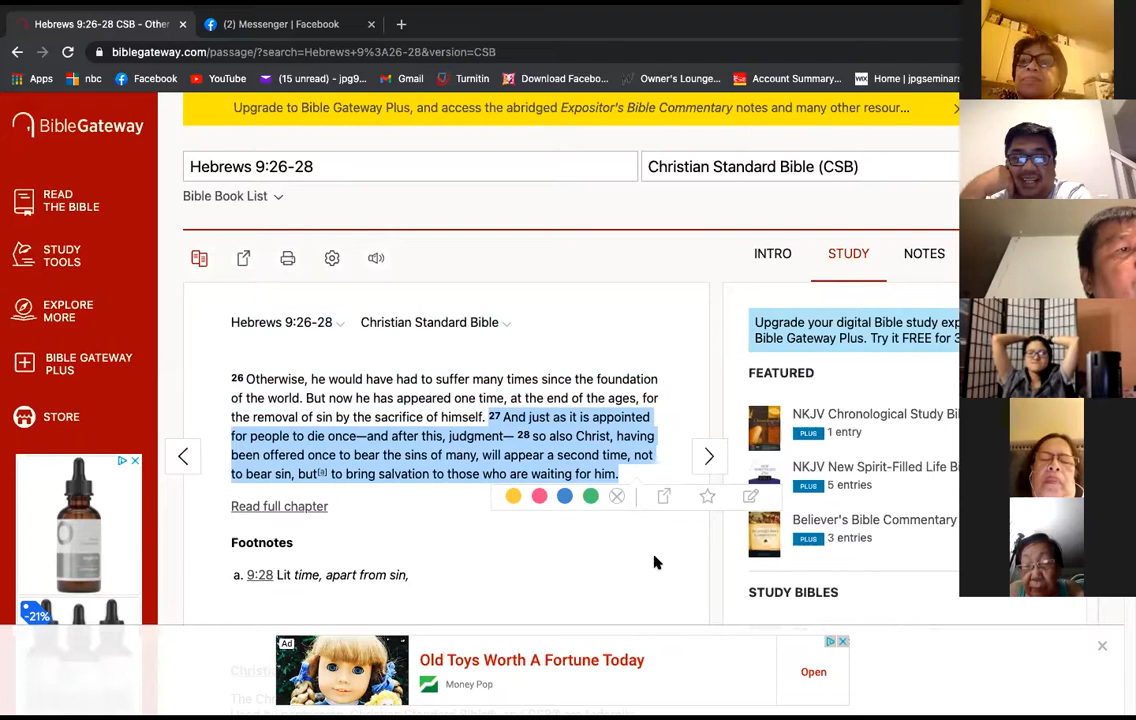 Hebrews 9:26-28 CSB - Other
(2) Messenger | Facebook
biblegateway.com/passage/?search=Hebrews+9%3A26-28&version=CSB
Apps nbc Facebook YouTube (15 unread) - jpg9... Gmail Turnitin Download Facebo... Owner's Lounge... Account Summary... WIX Home | jpgseminars
Upgrade to Bible Gateway Plus, and access the abridged Expositor's Bible Commentary notes and many other resour...
BibleGateway
Hebrews 9:26-28
Christian Standard Bible (CSB)
Bible Book List
READ
THE BIBLE
STUDY
TOOLS
EXPLORE
MORE
BIBLE GATEWAY
PLUS
STORE
INTRO STUDY NOTES
Hebrews 9:26-28 Christian Standard Bible
26 Otherwise, he would have had to suffer many times since the foundation
of the world. But now he has appeared one time, at the end of the ages, for
the removal of sin by the sacrifice of himself. 27 And just as it is appointed
for people to die once—and after this, judgment— 28 so also Christ, having
been offered once to bear the sins of many, will appear a second time, not
to bear sin, but[a] to bring salvation to those who are waiting for him.
Read full chapter
Footnotes
a. 9:28 Lit time, apart from sin,
Upgrade your digital Bible study exp
Bible Gateway Plus. Try it FREE for 3
FEATURED
NKJV Chronological Study Bi
PLUS 1 entry
NKJV New Spirit-Filled Life B
PLUS 5 entries
Believer's Bible Commentary
PLUS 3 entries
STUDY BIBLES
-21%
Ad
Old Toys Worth A Fortune Today
Money Pop
Open